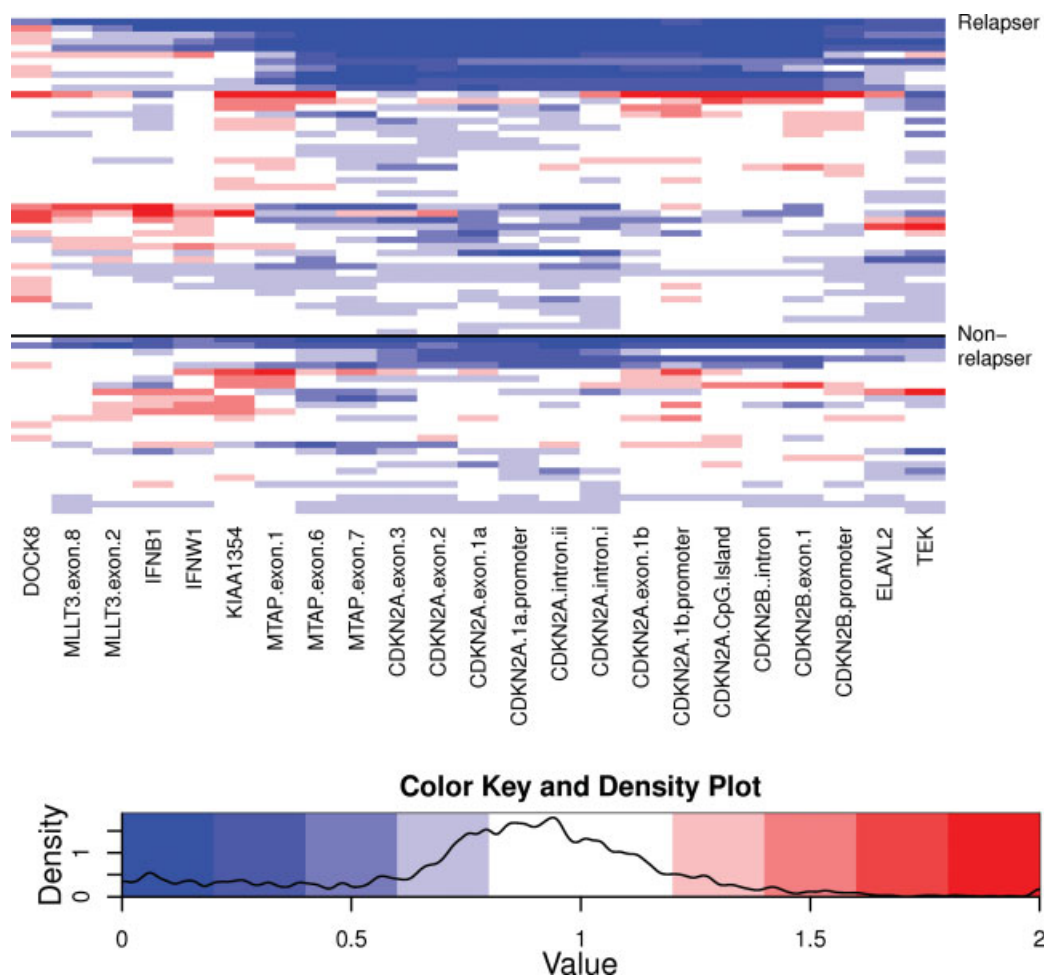 Relapser
Non–
relapser
DOCK8
MLLT3.exon.8
MLLT3.exon.2
IFNB1
IFNW1
KIAA1354
MTAP.exon.1
MTAP.exon.6
MTAP.exon.7
CDKN2A.exon.3
CDKN2A.exon.2
CDKN2A.exon.1a
CDKN2A.1a.promoter
CDKN2A.intron.ii
CDKN2A.intron.i
CDKN2A.exon.1b
CDKN2A.1b.promoter
CDKN2A.CpG.Island
CDKN2B..intron
CDKN2B.exon.1
CDKN2B.promoter
ELAVL2
TEK
Color Key and Density Plot
Density
0 1
0 0.5 1 1.5 2
Value